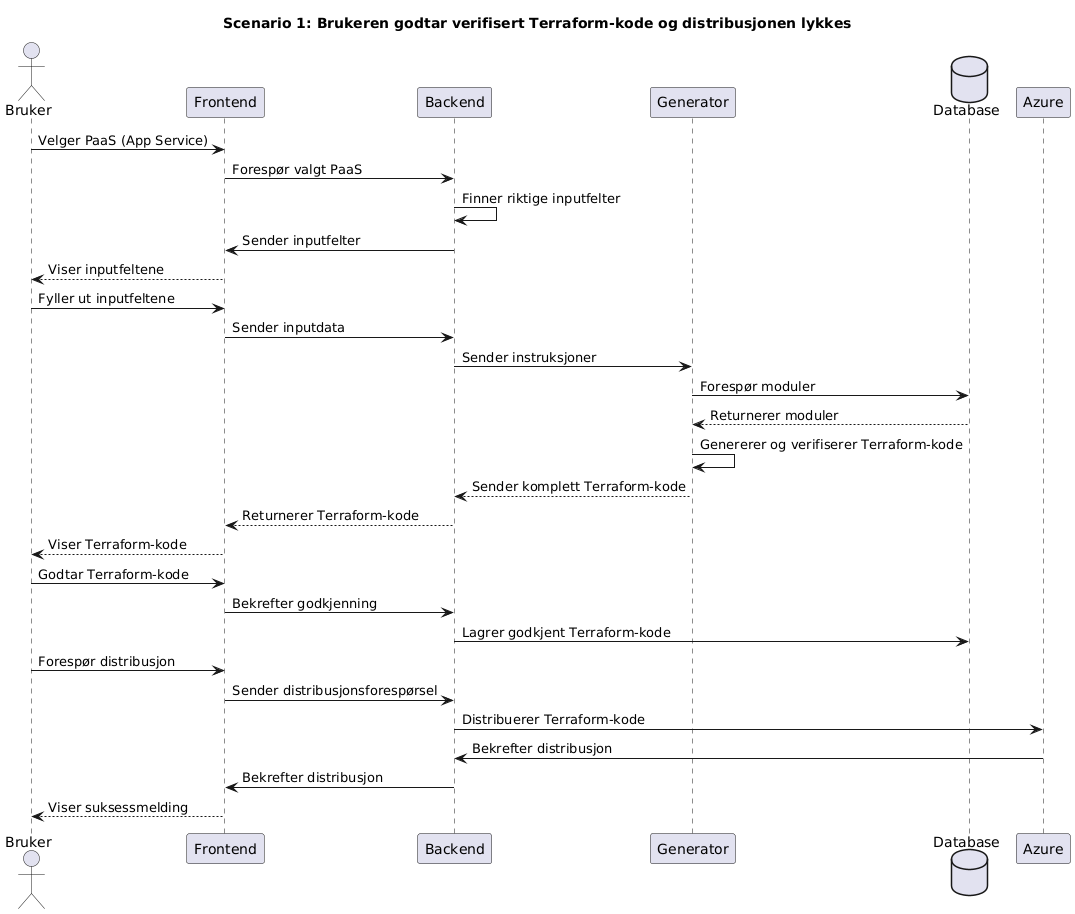 Scenario 1: Brukeren godtar verifisert Terraform-kode og distribusjonen lykkes
Bruker
Frontend
Backend
Generator
Database
Azure
Velger PaaS (App Service)
Forespør valgt PaaS
Finner riktige inputfelter
Sender inputfelter
Viser inputfeltene
Fyller ut inputfeltene
Sender inputdata
Sender instruksjoner
Forespør moduler
Returnerer moduler
Genererer og verifiserer Terraform-kode
Sender komplett Terraform-kode
Returnerer Terraform-kode
Viser Terraform-kode
Godtar Terraform-kode
Bekrefter godkjenning
Lagrer godkjent Terraform-kode
Forespør distribusjon
Sender distribusjonsforespørsel
Distribuerer Terraform-kode
Bekrefter distribusjon
Bekrefter distribusjon
Viser suksessmelding
Bruker
Frontend
Backend
Generator
Database
Azure